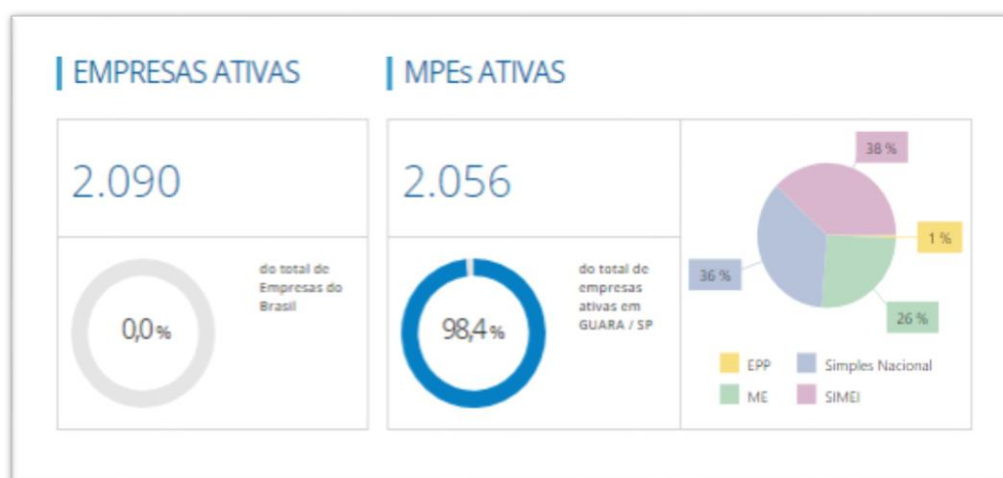 EMPRESAS ATIVAS
MPEs ATIVAS
2.090
2.056
0,0 %
do total de
Empresas do
Brasil
98,4 %
do total de
empresas
ativas em
GUARA / SP
38 %
1 %
36 %
26 %
EPP
Simples Nacional
ME
SIMEI